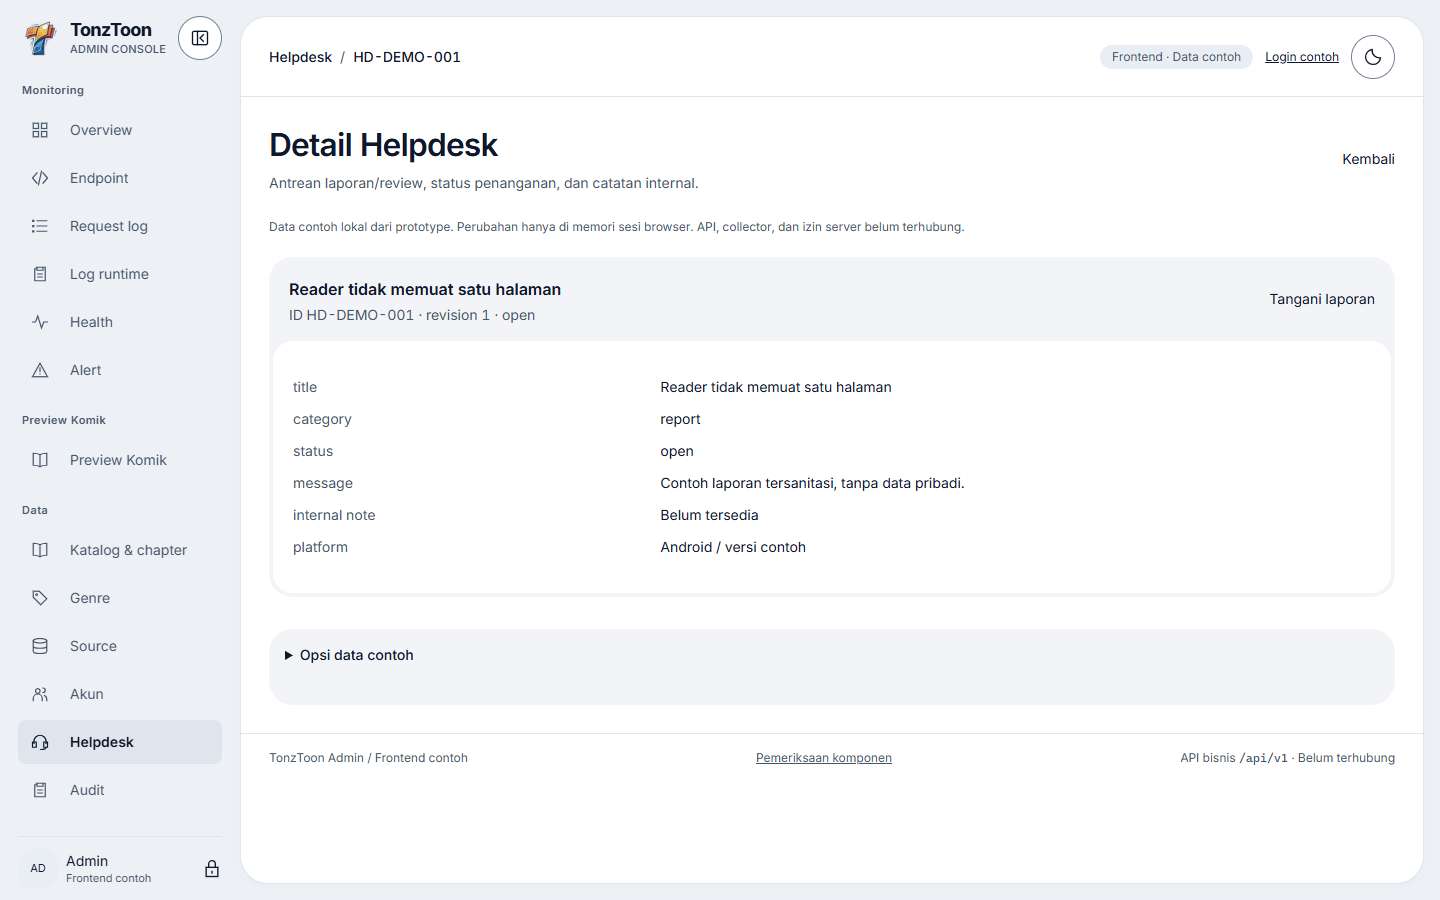 TonzToon
ADMIN CONSOLE
Monitoring
Overview
Endpoint
Request log
Log runtime
Health
Alert
Preview Komik
Preview Komik
Data
Katalog & chapter
Genre
Source
Akun
Helpdesk
Audit
AD
Admin
Frontend contoh
Helpdesk / HD-DEMO-001
Frontend · Data contoh
Login contoh
Detail Helpdesk
Antrean laporan/review, status penanganan, dan catatan internal.
Kembali
Data contoh lokal dari prototype. Perubahan hanya di memori sesi browser. API, collector, dan izin server belum terhubung.
Reader tidak memuat satu halaman
ID HD-DEMO-001 · revision 1 · open
Tangani laporan
title Reader tidak memuat satu halaman
category report
status open
message Contoh laporan tersanitasi, tanpa data pribadi.
internal note Belum tersedia
platform Android / versi contoh
Opsi data contoh
TonzToon Admin / Frontend contoh
Pemeriksaan komponen
API bisnis /api/v1 · Belum terhubung